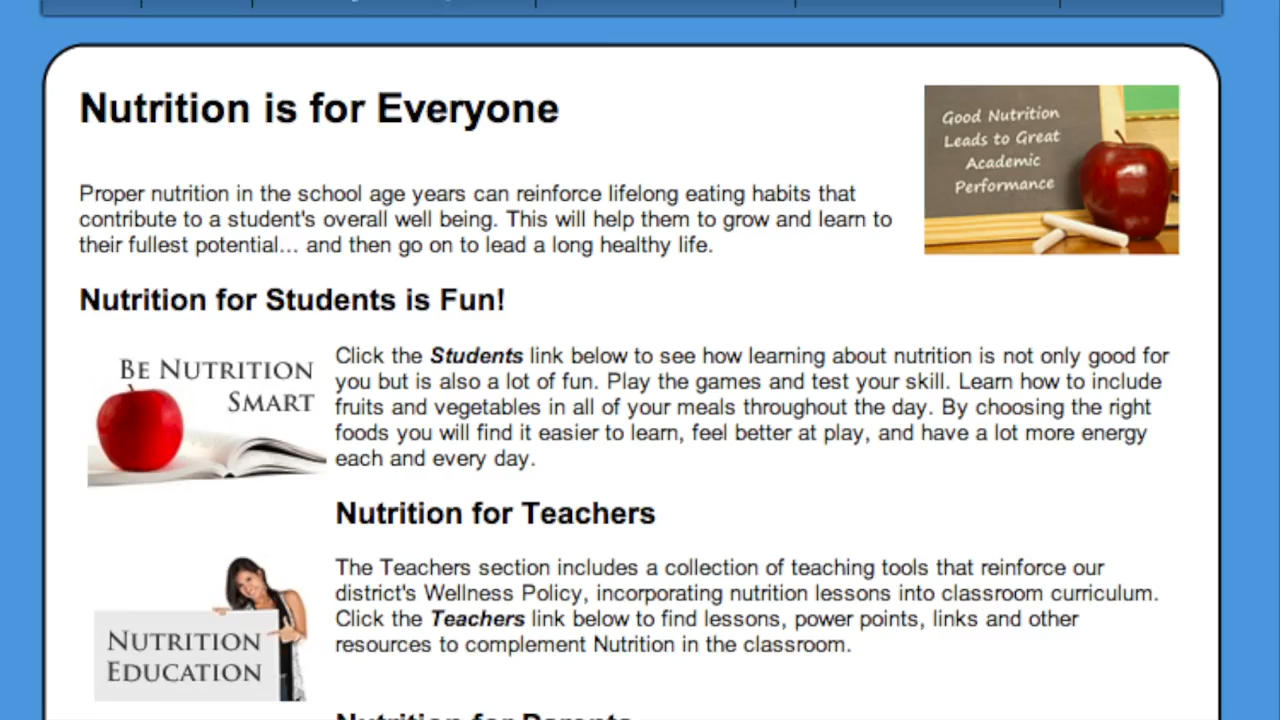 Nutrition is for Everyone
Good Nutrition
Leads to Great
Academic
Performance
Proper nutrition in the school age years can reinforce lifelong eating habits that
contribute to a student's overall well being. This will help them to grow and learn to
their fullest potential... and then go on to lead a long healthy life.
Nutrition for Students is Fun!
BE NUTRITION
SMART
Click the Students link below to see how learning about nutrition is not only good for
you but is also a lot of fun. Play the games and test your skill. Learn how to include
fruits and vegetables in all of your meals throughout the day. By choosing the right
foods you will find it easier to learn, feel better at play, and have a lot more energy
each and every day.
Nutrition for Teachers
The Teachers section includes a collection of teaching tools that reinforce our
district's Wellness Policy, incorporating nutrition lessons into classroom curriculum.
Click the Teachers link below to find lessons, power points, links and other
resources to complement Nutrition in the classroom.
NUTRITION
EDUCATION
Nutrition for Parents